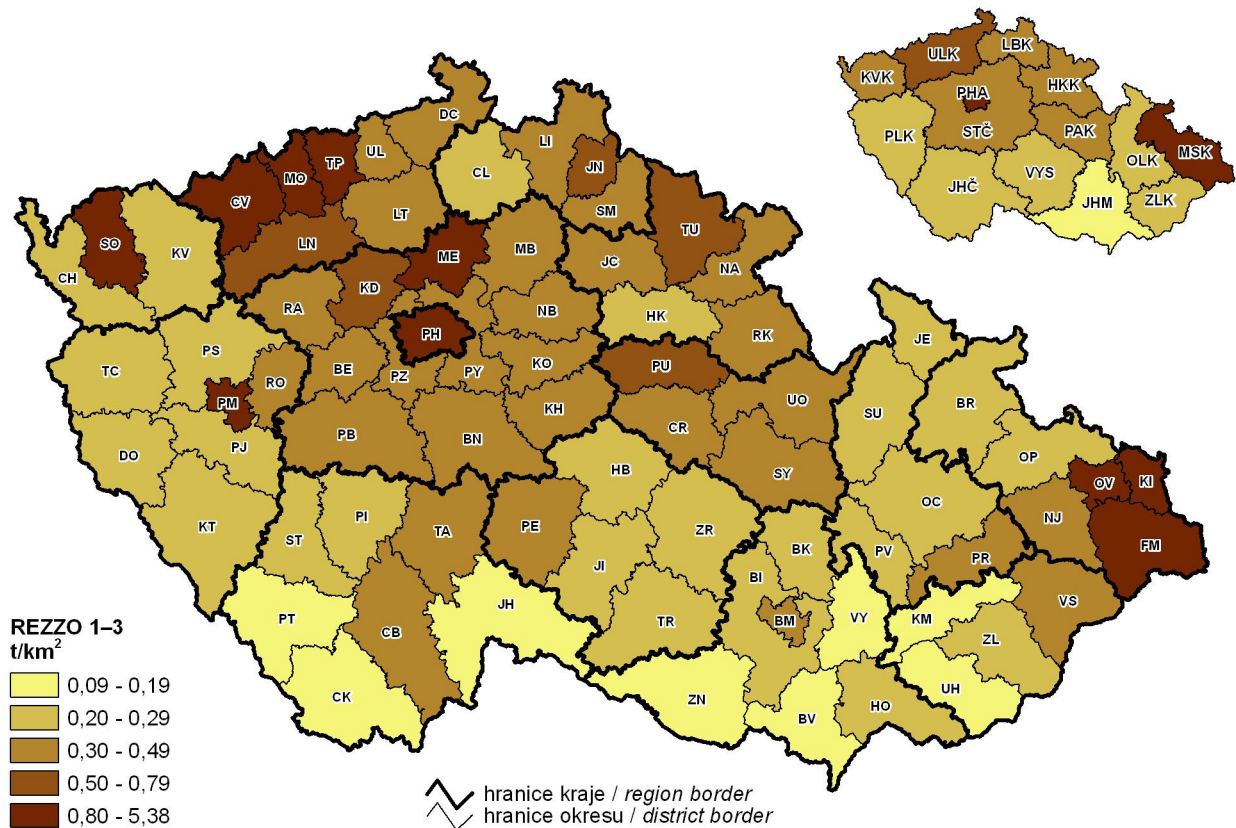 ULK LBK
KVK HKK
PHA
STČ PAK
PLK MSK
VYS OLK
JHČ ZLK
JHM
DC
UL LI
TP JN
MO CL
CV LT SM
SO TU
KV LN ME MB
CH JC NA
KD
RA NB
PH HK RK
PS JE
TC BE PZ PY KO PU
RO
PM UO SU BR
PB BN KH CR
DO PJ
HB SY OP
OV KI
KT PI TA PE ZR OC NJ
ST FM
JI BK PV PR
BI
PT JH VY VS
CB TR BM KM
ZL
CK ZN HO UH
BV
REZZO 1–3
t/km²
0,09 - 0,19
0,20 - 0,29
0,30 - 0,49
0,50 - 0,79
0,80 - 5,38
hranice kraje / region border
hranice okresu / district border